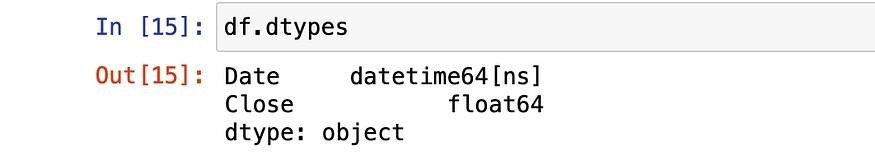 In [15]: df.dtypes
Out[15]: Date datetime64[ns]
Close float64
dtype: object